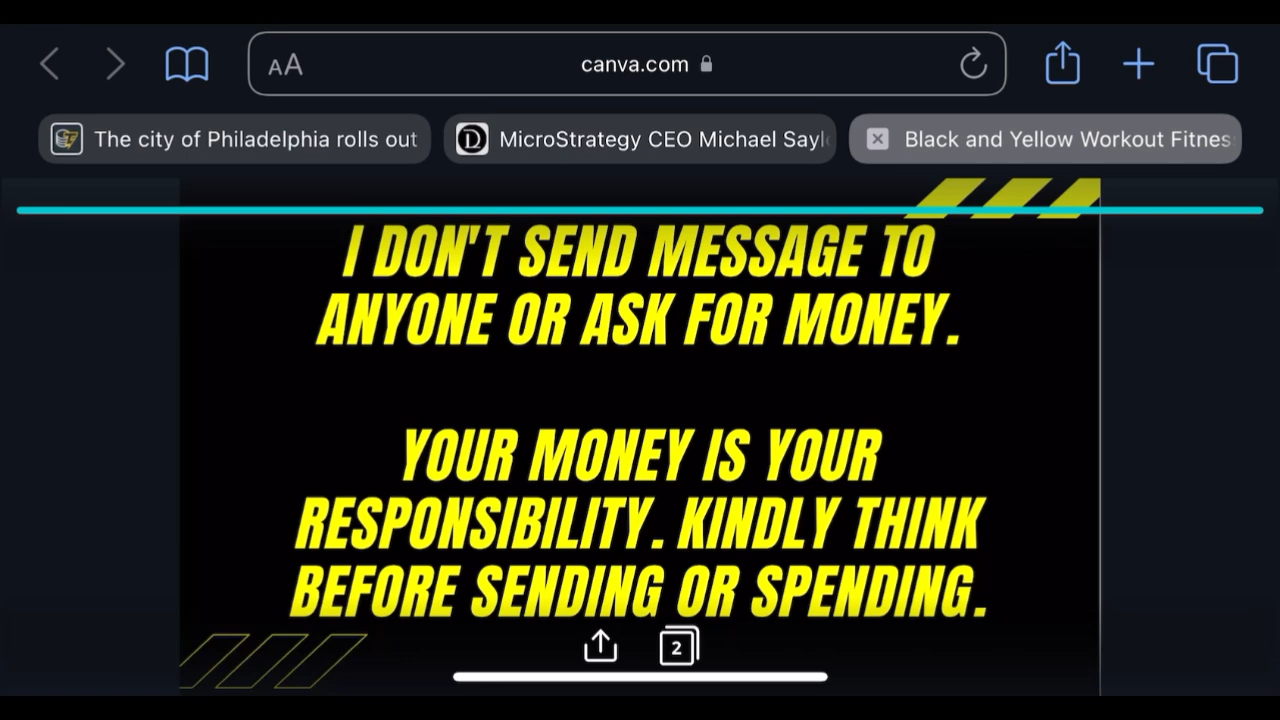 AA
canva.com
The city of Philadelphia rolls out
MicroStrategy CEO Michael Sayl
Black and Yellow Workout Fitnes
I DON'T SEND MESSAGE TO
ANYONE OR ASK FOR MONEY.
YOUR MONEY IS YOUR
RESPONSIBILITY. KINDLY THINK
BEFORE SENDING OR SPENDING.
2